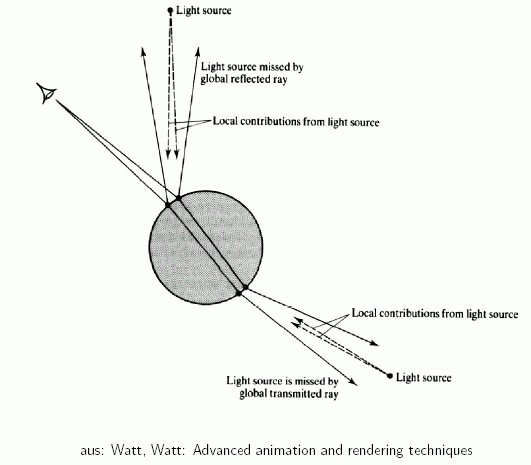 Light source
Light source missed by
global reflected ray
Local contributions from light source
Local contributions from light source
Light source
Light source is missed by
global transmitted ray
aus: Watt, Watt: Advanced animation and rendering techniques